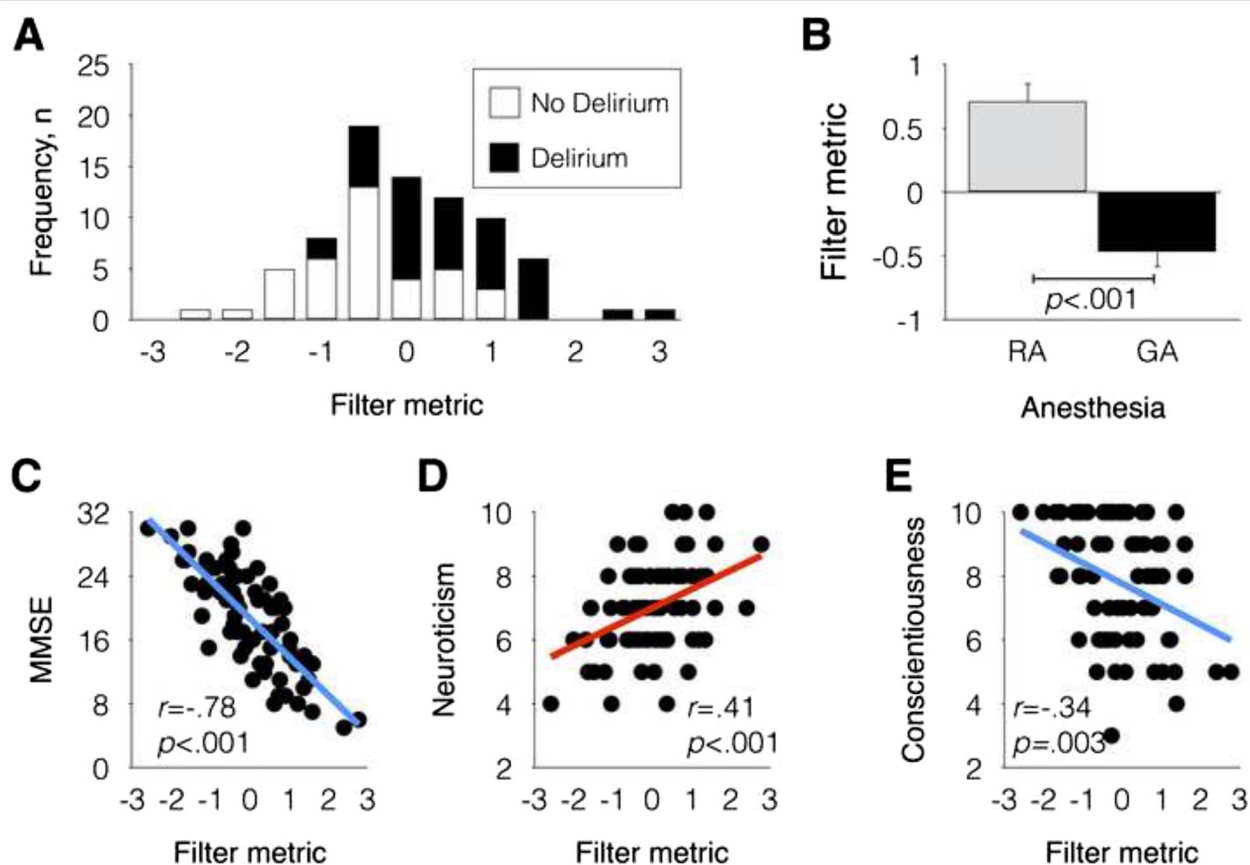 A
25
20
15
10
5
0
Frequency, n
No Delirium
Delirium
-3 -2 -1 0 1 2 3
Filter metric
B
1
0.5
0
-0.5
-1
Filter metric
p<.001
RA GA
Anesthesia
C
32
24
16
8
0
MMSE
r=-.78
p<.001
-3 -2 -1 0 1 2 3
Filter metric
D
10
8
6
4
2
Neuroticism
r=.41
p<.001
-3 -2 -1 0 1 2 3
Filter metric
E
10
8
6
4
2
Conscientiousness
r=-.34
p=.003
-3 -2 -1 0 1 2 3
Filter metric